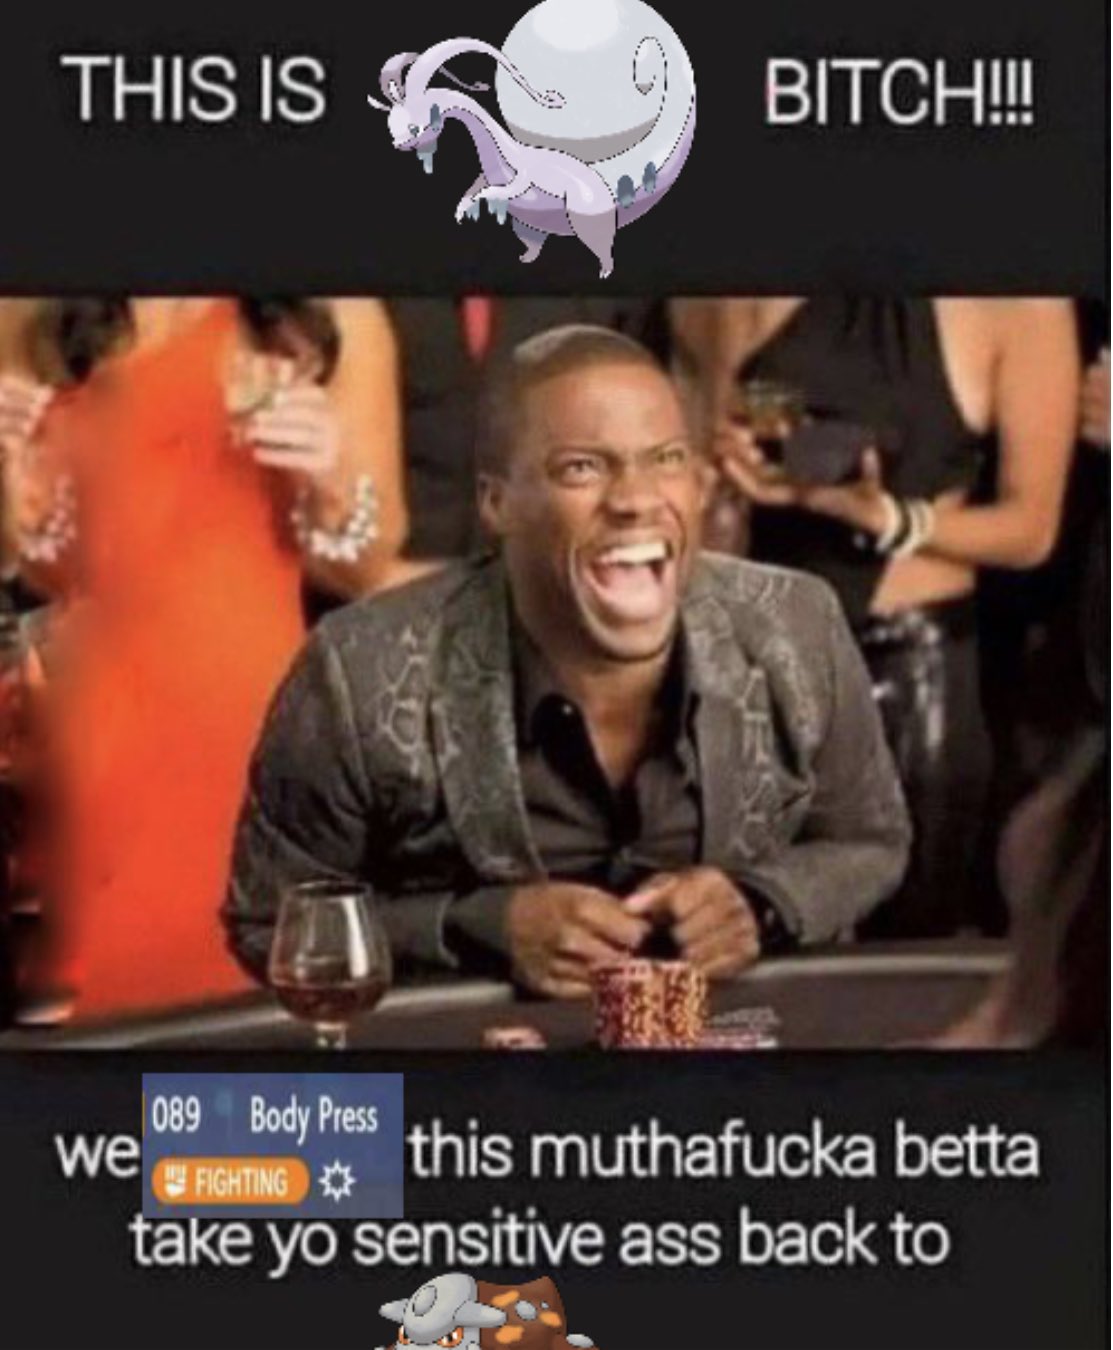 THIS IS BITCH!!!
089 Body Press
we FIGHTING this muthafucka betta
take yo sensitive ass back to